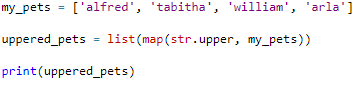 my_pets = ['alfred', 'tabitha', 'william', 'arla']
uppered_pets = list(map(str.upper, my_pets))
print(uppered_pets)